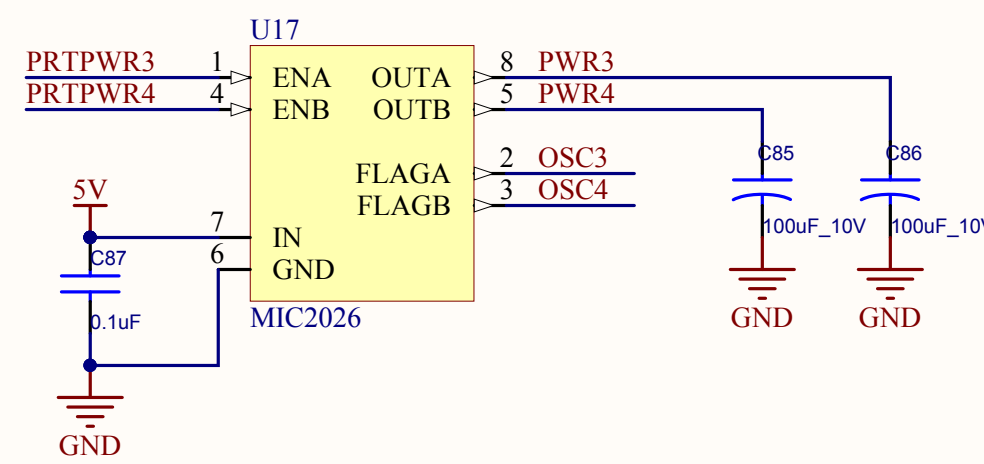 U17
PRTPWR3 1 ENA OUTA 8 PWR3
PRTPWR4 4 ENB OUTB 5 PWR4
C85 C86
FLAGA 2 OSC3
5V FLAGB 3 OSC4
7 IN 100uF_10V 100uF_10V
C87 6 GND
0.1uF MIC2026 GND GND
GND